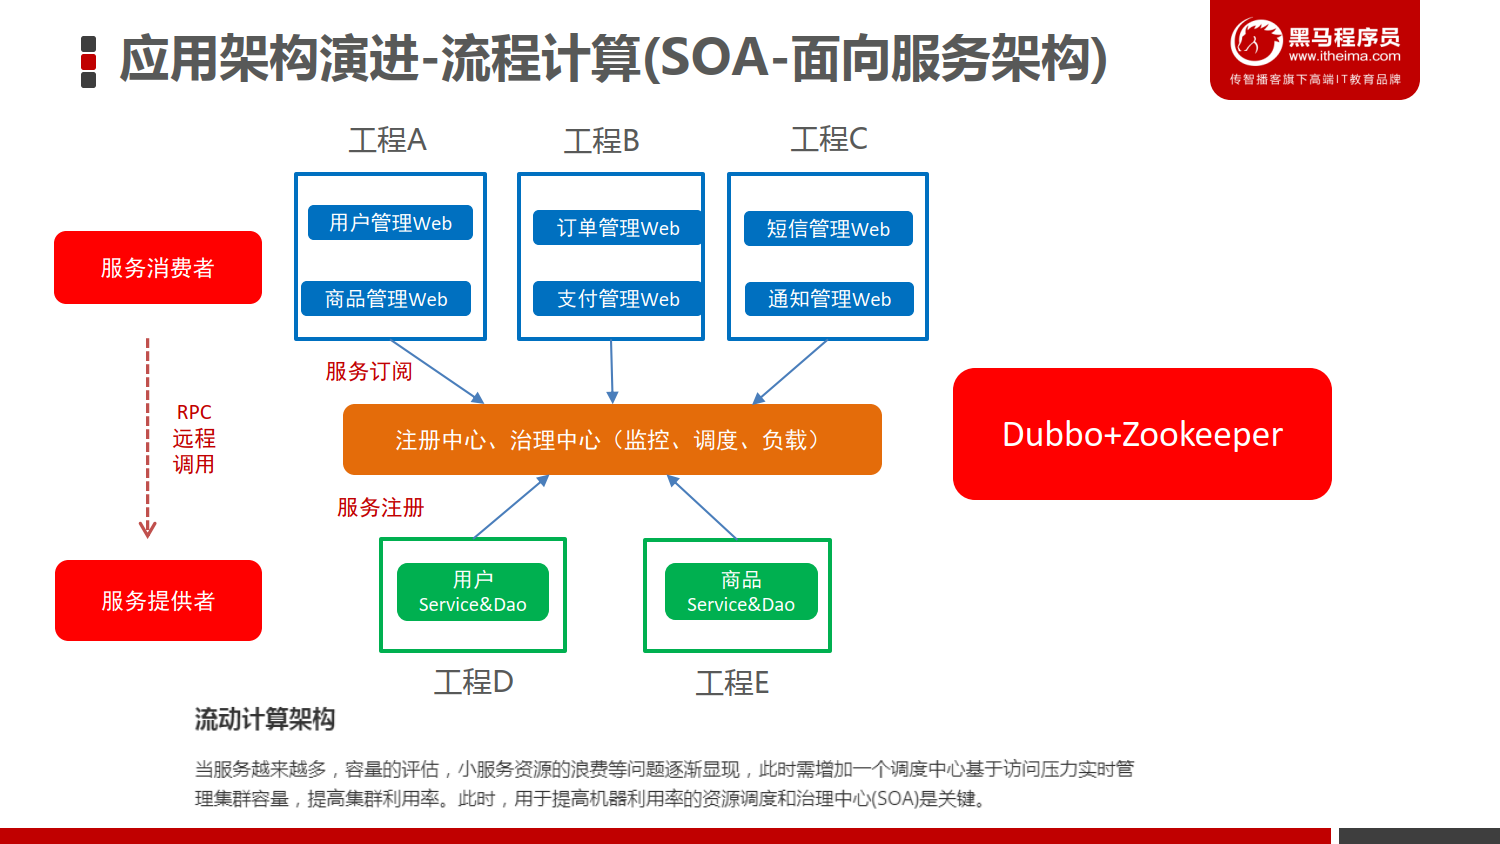 应用架构演进-流程计算(SOA-面向服务架构)
黑马程序员
www.itheima.com
传智播客旗下高端IT教育品牌
工程A
工程B
工程C
用户管理Web
订单管理Web
短信管理Web
服务消费者
商品管理Web
支付管理Web
通知管理Web
服务订阅
RPC
远程
调用
注册中心、治理中心（监控、调度、负载）
Dubbo+Zookeeper
服务注册
用户
Service&Dao
商品
Service&Dao
服务提供者
工程D
工程E
流动计算架构
当服务越来越多，容量的评估，小服务资源的浪费等问题逐渐显现，此时需增加一个调度中心基于访问压力实时管
理集群容量，提高集群利用率。此时，用于提高机器利用率的资源调度和治理中心(SOA)是关键。